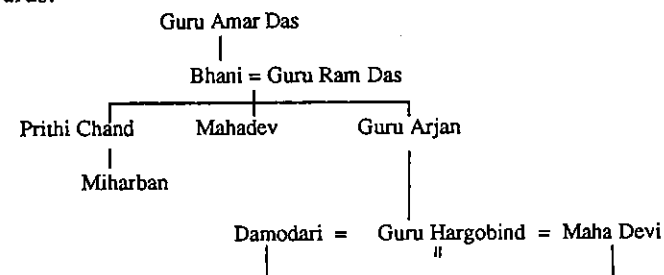 Guru Amar Das
Bhani = Guru Ram Das
Prithi Chand Mahadev Guru Arjan
Miharban
Damodari = Guru Hargobind = Maha Devi